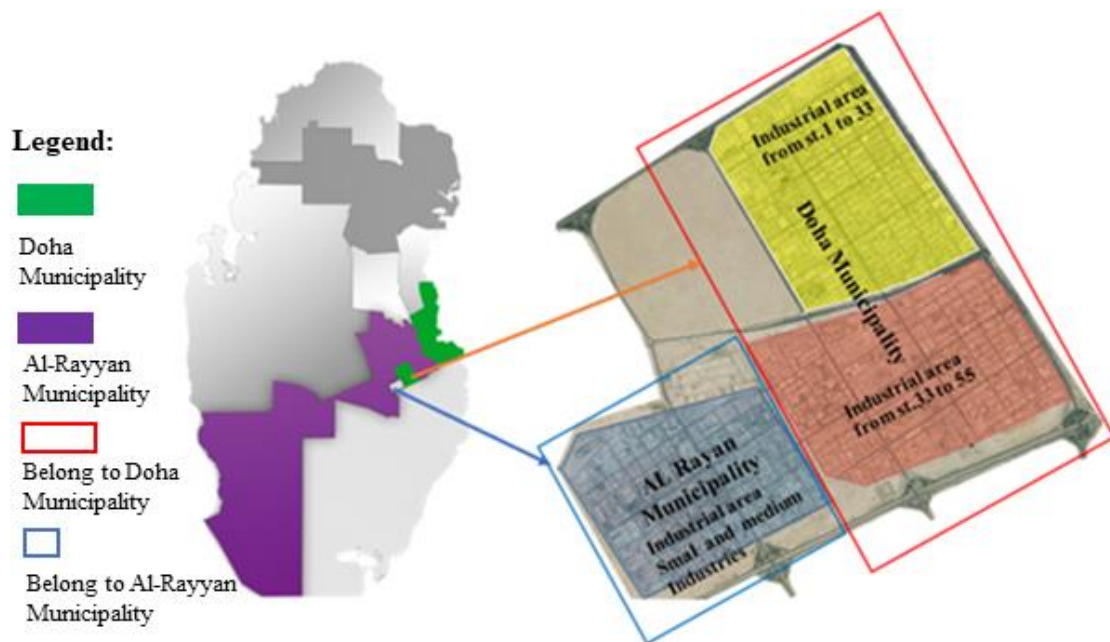 Legend:
Doha
Municipality
Al-Rayyan
Municipality
Belong to Doha
Municipality
Belong to Al-Rayyan
Municipality
Industrial area
from st.1 to 33
Doha Municipality
Industrial area
from st.33 to 55
AL Rayan
Municipality
Industrial area
Smal and medium
Industries